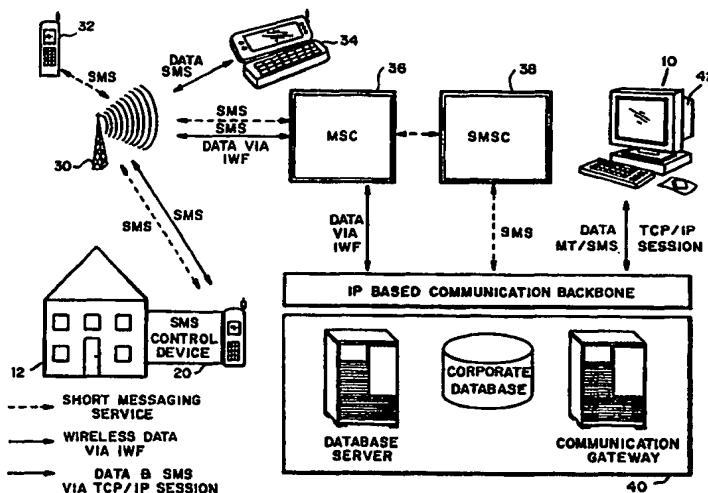 32
SMS
DATA
SMS
34
36
38
10
42
SMS
SMS
DATA VIA
IWF
MSC
SMSC
30
SMS
SMS
DATA
VIA
IWF
SMS
DATA
MT/SMS
TCP/IP
SESSION
IP BASED COMMUNICATION BACKBONE
SMS
CONTROL
DEVICE
12
20
CORPORATE
DATABASE
DATABASE
SERVER
COMMUNICATION
GATEWAY
40
SHORT MESSAGING
SERVICE
WIRELESS DATA
VIA IWF
DATA & SMS
VIA TCP/IP SESSION